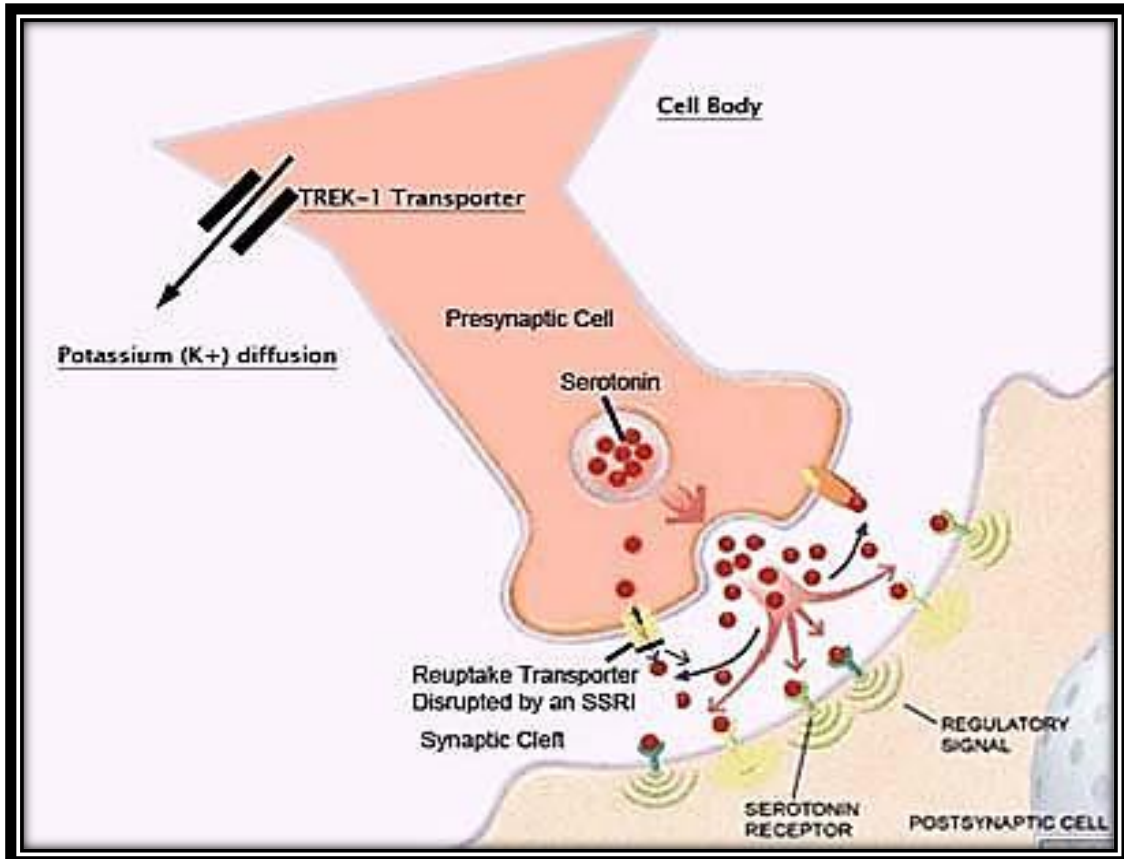 Cell Body
TREK-1 Transporter
Presynaptic Cell
Potassium (K+) diffusion
Serotonin
Reuptake Transporter
Disrupted by an SSRI
Synaptic Cleft
REGULATORY
SIGNAL
SEROTONIN
RECEPTOR
POSTSYNAPTIC CELL